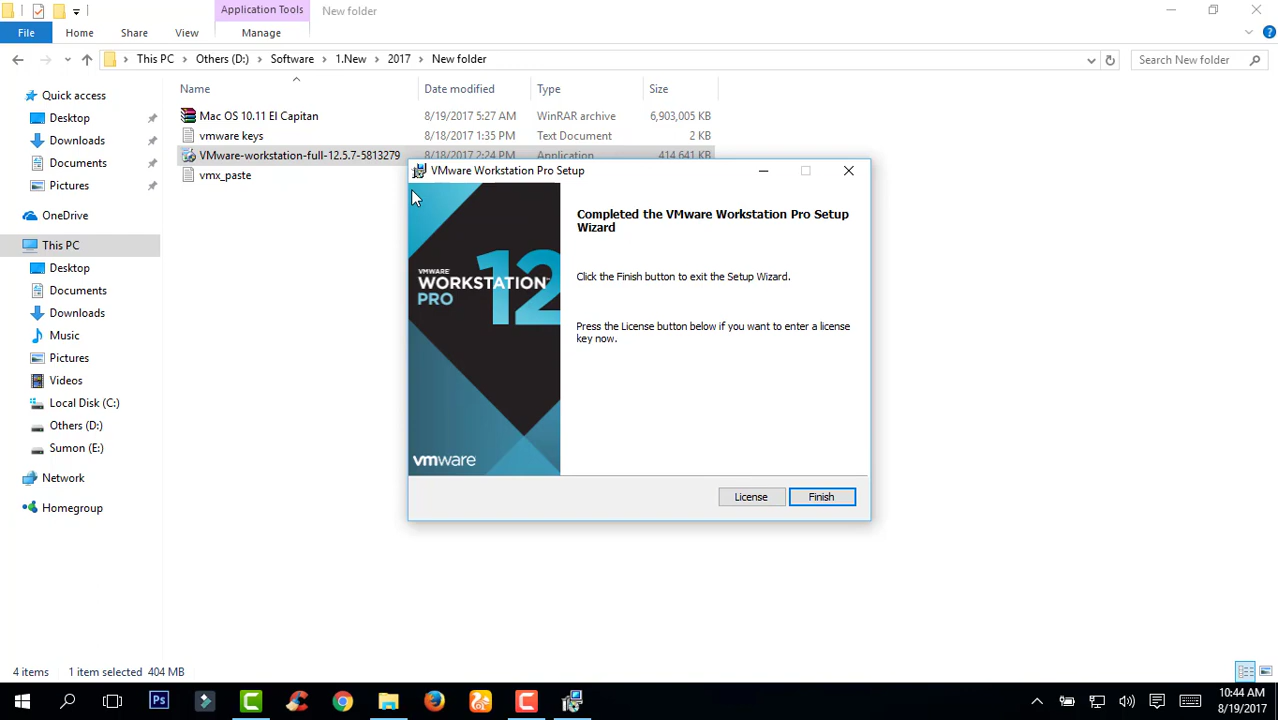 Application Tools
New folder
File
Home
Share
View
Manage
This PC
Others (D:)
Software
1.New
2017
New folder
Search New folder
Name
Date modified
Type
Size
Quick access
Desktop
Downloads
Documents
Pictures
OneDrive
This PC
Desktop
Documents
Downloads
Music
Pictures
Videos
Local Disk (C:)
Others (D:)
Sumon (E:)
Network
Homegroup
Mac OS 10.11 El Capitan
8/19/2017 5:27 AM
WinRAR archive
6,903,005 KB
vmware keys
8/18/2017 1:35 PM
Text Document
2 KB
VMware-workstation-full-12.5.7-5813279
8/18/2017 2:24 PM
Application
414,641 KB
vmx_paste
VMware Workstation Pro Setup
VMWARE
WORKSTATION™
PRO
12
vmware
Completed the VMware Workstation Pro Setup
Wizard
Click the Finish button to exit the Setup Wizard.
Press the License button below if you want to enter a license
key now.
License
Finish
4 items
1 item selected
404 MB
Ps
10:44 AM
8/19/2017